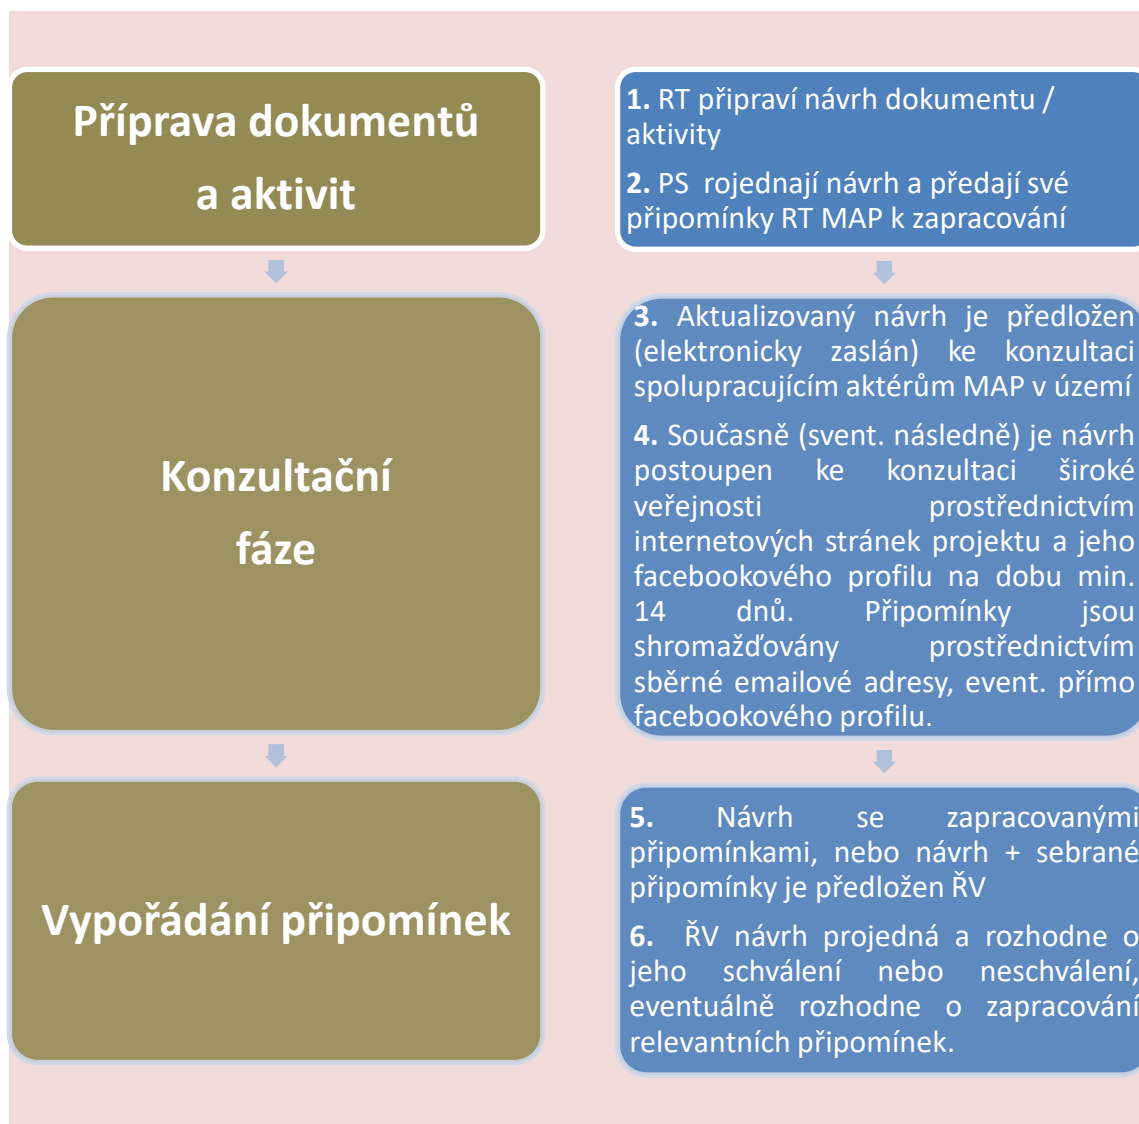 Příprava dokumentů
a aktivit
1. RT připraví návrh dokumentu /
aktivity
2. PS rojednají návrh a předají své
připomínky RT MAP k zapracování
Konzultační
fáze
3. Aktualizovaný návrh je předložen
(elektronicky zaslán) ke konzultaci
spolupracujícím aktérům MAP v území
4. Současně (svent. následně) je návrh
postoupen ke konzultaci široké
veřejnosti prostřednictvím
internetových stránek projektu a jeho
facebookového profilu na dobu min.
14 dnů. Připomínky jsou
shromažďovány prostřednictvím
sběrné emailové adresy, event. přímo
facebookového profilu.
Vypořádání připomínek
5. Návrh se zapracovanými
připomínkami, nebo návrh + sebrané
připomínky je předložen ŘV
6. ŘV návrh projedná a rozhodne o
jeho schválení nebo neschválení,
eventuálně rozhodne o zapracování
relevantních připomínek.